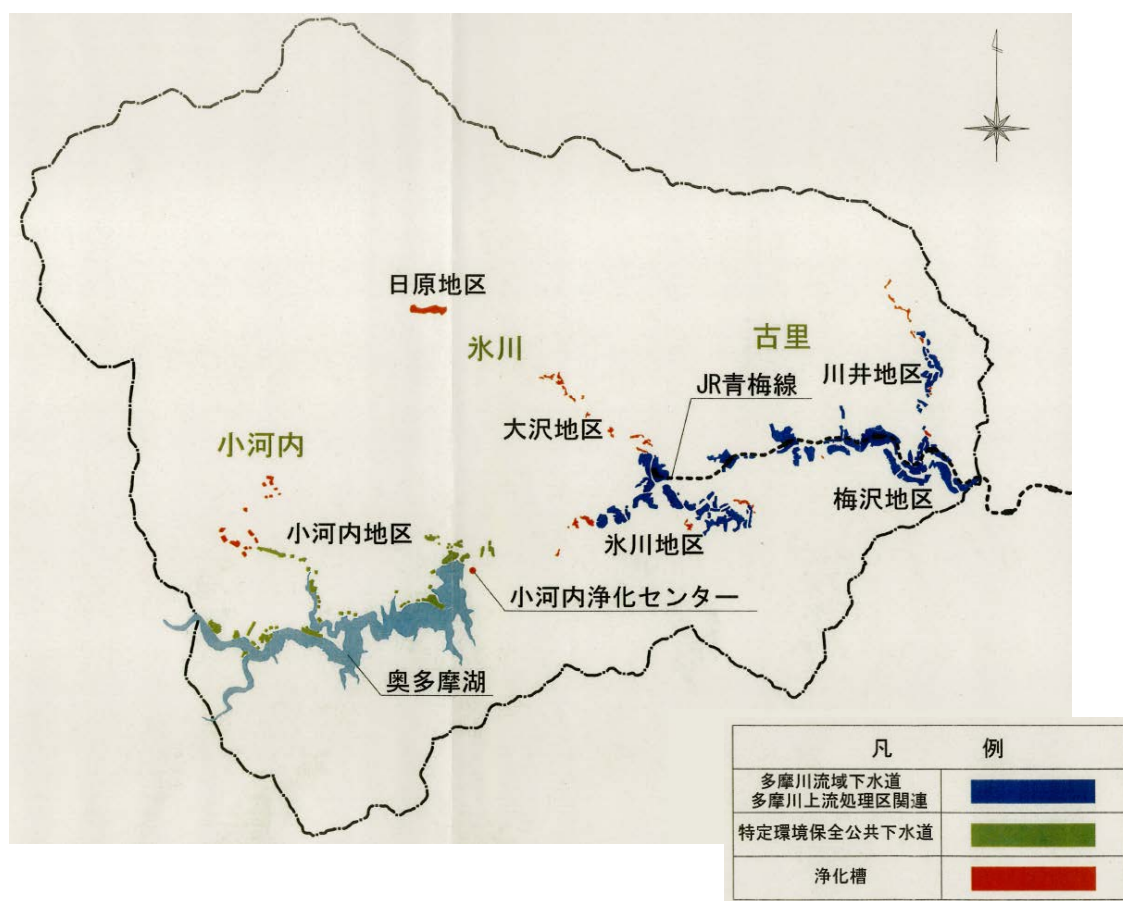 日原地区
氷川
古里
川井地区
JR青梅線
大沢地区
小河内
梅沢地区
小河内地区
氷川地区
小河内浄化センター
奥多摩湖
凡 例
多摩川流域下水道
多摩川上流処理区関連
特定環境保全公共下水道
浄化槽